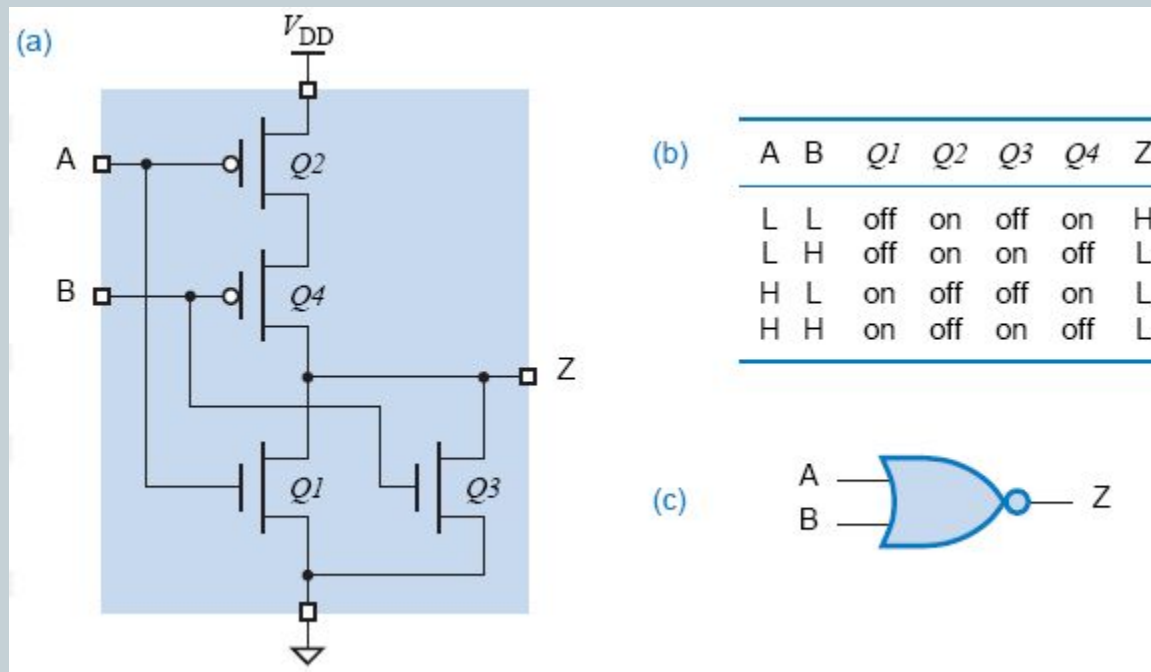 (a)
V_DD
A
Q2
B
Q4
Z
Q1
Q3
(b)
A B Q1 Q2 Q3 Q4 Z
L L off on off on H
L H off on on off L
H L on off off on L
H H on off on off L
(c)
A
B
Z